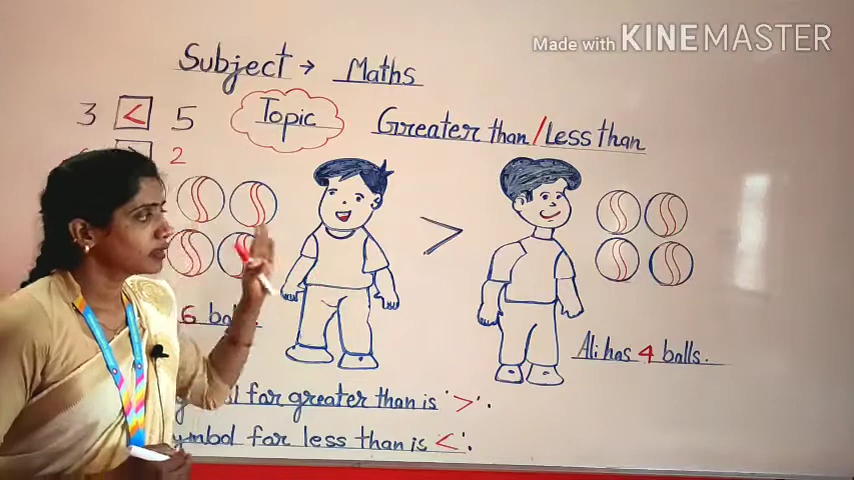 Made with KINEMASTER
Subject → Maths
3 < 5
Topic
Greater than/Less than
2
>
6
Ali has 4 balls.
for greater than is '>'.
ymbol for less than is '<'.